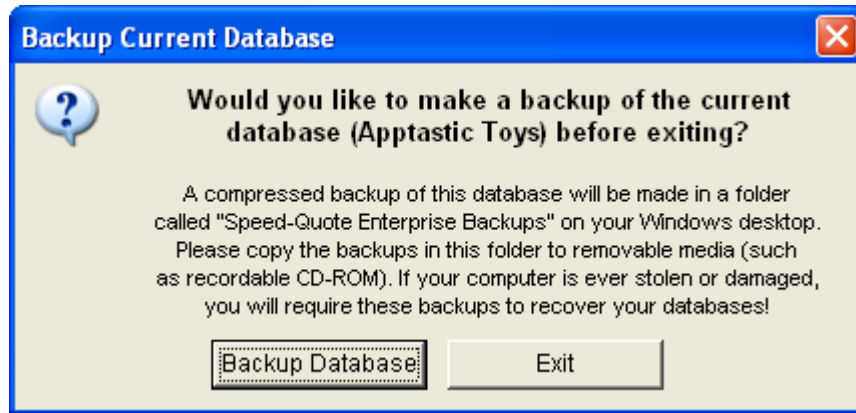 Backup Current Database
Would you like to make a backup of the current
database (Apptastic Toys) before exiting?
A compressed backup of this database will be made in a folder
called "Speed-Quote Enterprise Backups" on your Windows desktop.
Please copy the backups in this folder to removable media (such
as recordable CD-ROM). If your computer is ever stolen or damaged,
you will require these backups to recover your databases!
Backup Database
Exit